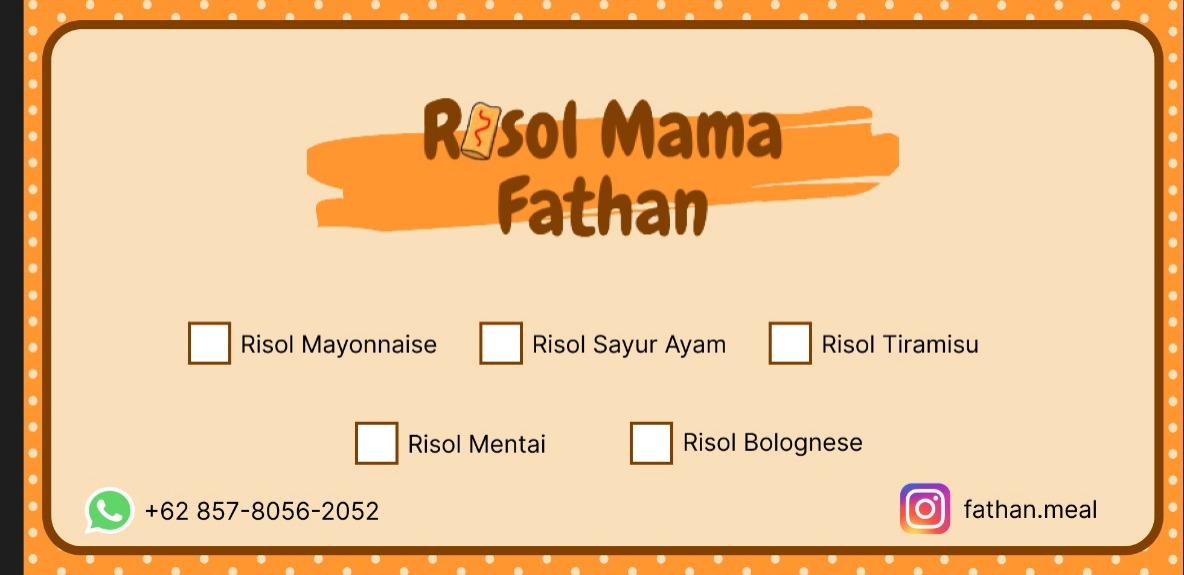 Risol Mama
Fathan
Risol Mayonnaise
Risol Sayur Ayam
Risol Tiramisu
Risol Mentai
Risol Bolognese
+62 857-8056-2052
fathan.meal